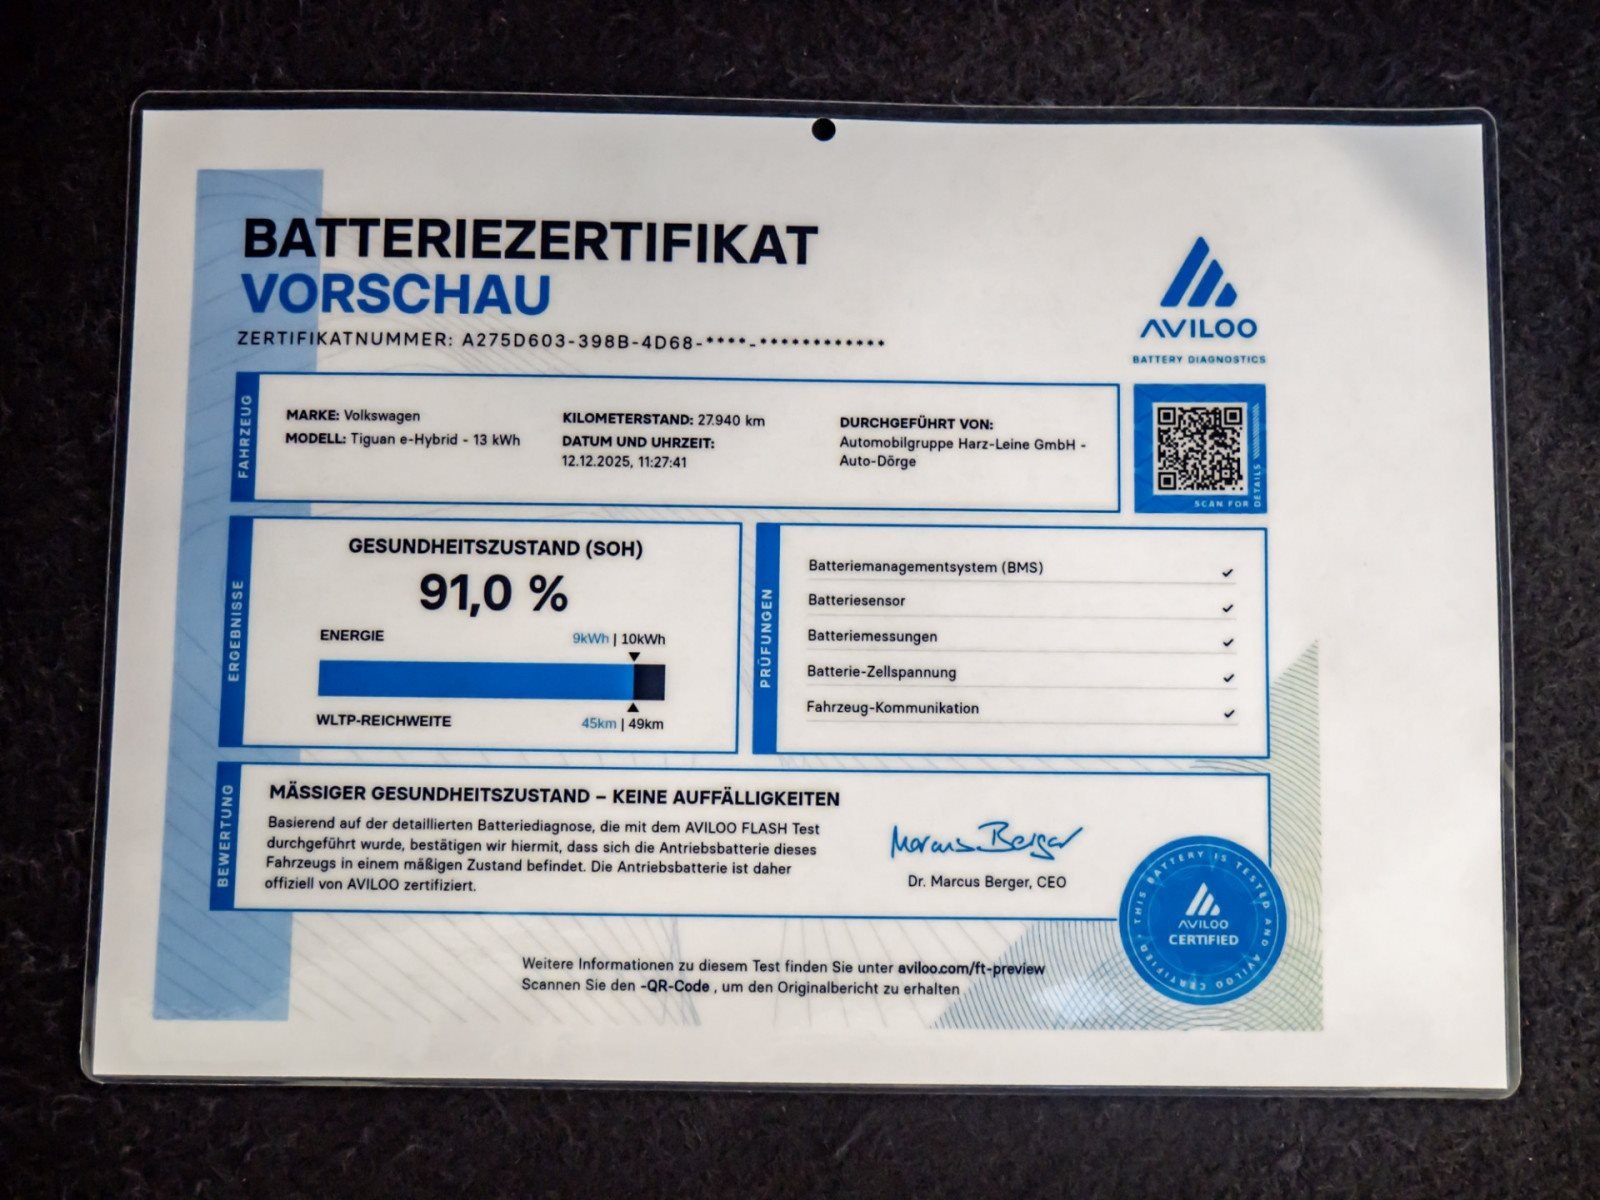 BATTERIEZERTIFIKAT
VORSCHAU
ZERTIFIKATNUMMER: A275D603-398B-4D68-****-************
AVILOO
BATTERY DIAGNOSTICS
FAHRZEUG
MARKE: Volkswagen
MODELL: Tiguan e-Hybrid - 13 kWh
KILOMETERSTAND: 27.940 km
DATUM UND UHRZEIT:
12.12.2025, 11:27:41
DURCHGEFÜHRT VON:
Automobilgruppe Harz-Leine GmbH -
Auto-Dörge
SCAN FOR DETAILS
ERGEBNISSE
GESUNDHEITSZUSTAND (SOH)
91,0 %
ENERGIE 9kWh | 10kWh
WLTP-REICHWEITE 45km | 49km
PRÜFUNGEN
Batteriemanagementsystem (BMS)
Batteriesensor
Batteriemessungen
Batterie-Zellspannung
Fahrzeug-Kommunikation
BEWERTUNG
MÄSSIGER GESUNDHEITSZUSTAND – KEINE AUFFÄLLIGKEITEN
Basierend auf der detaillierten Batteriediagnose, die mit dem AVILOO FLASH Test
durchgeführt wurde, bestätigen wir hiermit, dass sich die Antriebsbatterie dieses
Fahrzeugs in einem mäßigen Zustand befindet. Die Antriebsbatterie ist daher
offiziell von AVILOO zertifiziert.
Marcus Berger
Dr. Marcus Berger, CEO
THIS BATTERY IS TESTED AND AVILOO CERTIFIED
AVILOO
CERTIFIED
Weitere Informationen zu diesem Test finden Sie unter aviloo.com/ft-preview
Scannen Sie den -QR-Code , um den Originalbericht zu erhalten